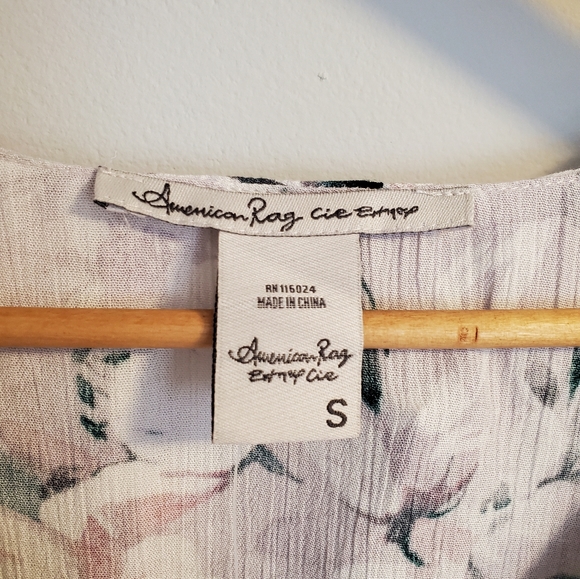 American Rag Cie
RN 116024
MADE IN CHINA
American Rag
Cie
S